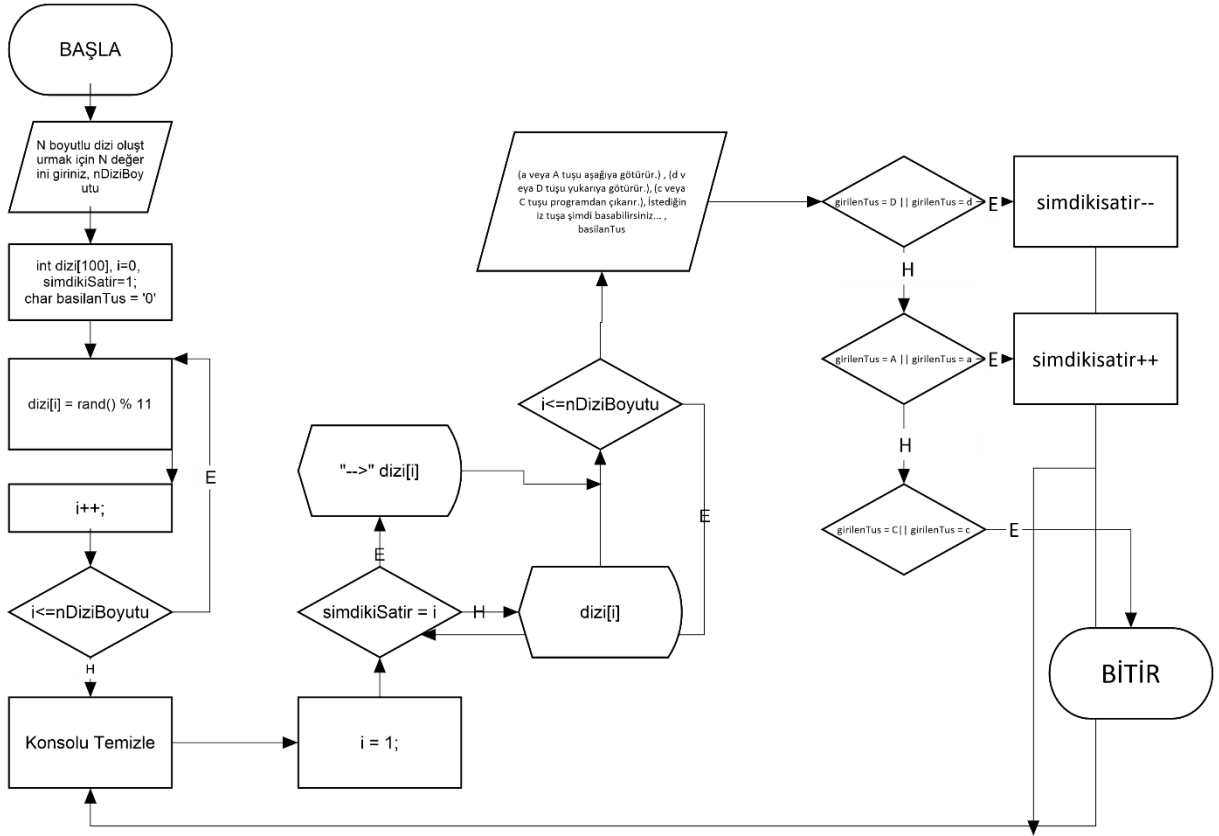 BAŞLA
N boyutlu dizi oluşt
urmak için N değer
ini giriniz, nDiziBoy
utu
int dizi[100], i=0,
simdikiSatir=1;
char basilanTus = '0'
dizi[i] = rand() % 11
E
i++;
i<=nDiziBoyutu
H
Konsolu Temizle
i = 1;
simdikiSatir = i
E
H
"-->" dizi[i]
dizi[i]
i<=nDiziBoyutu
E
(a veya A tuşu aşağıya götürür.) , (d v
eya D tuşu yukarıya götürür.), (c veya
C tuşu programdan çıkarır.), İstediğin
iz tuşa şimdi basabilirsiniz... ,
basilanTus
girilenTus = D || girilenTus = d
E
simdikisatir--
H
girilenTus = A || girilenTus = a
E
simdikisatir++
H
girilenTus = C|| girilenTus = c
E
BİTİR